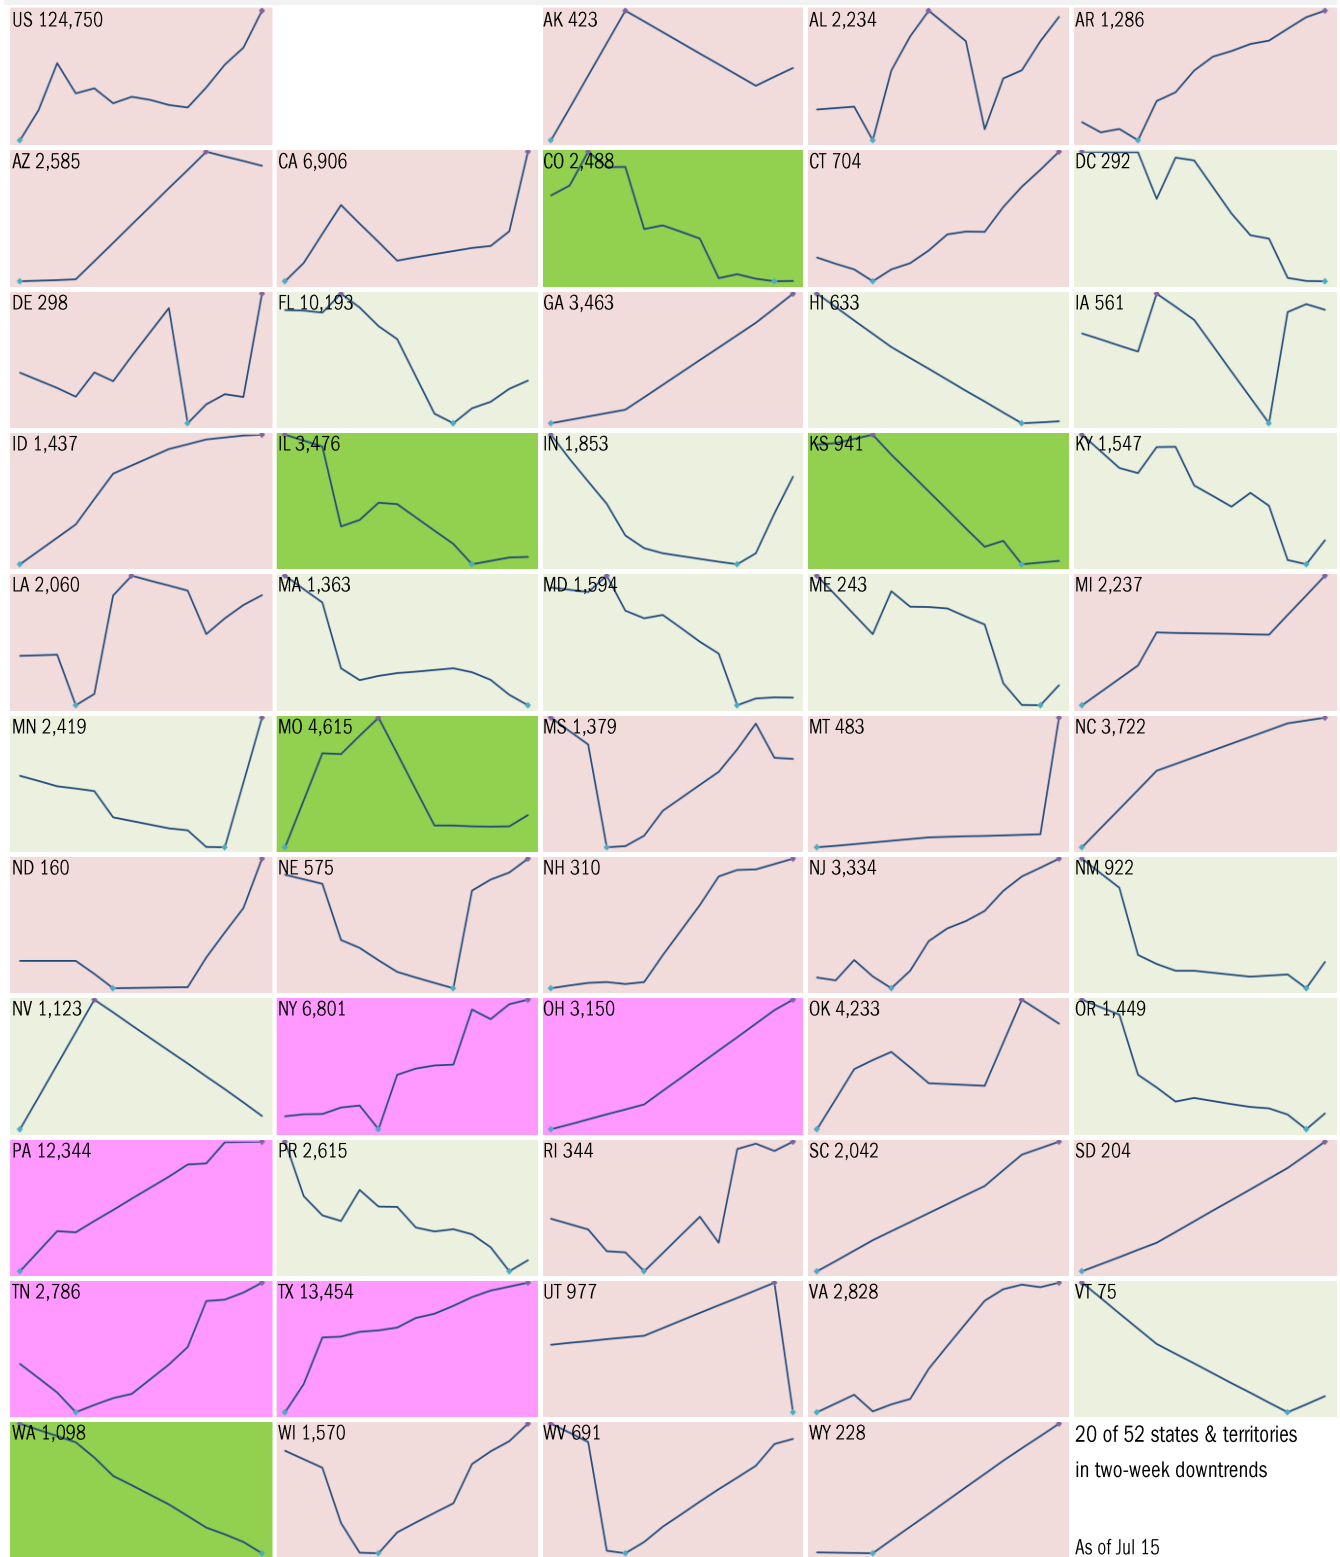 US 124,750
AK 423
AL 2,234
AR 1,286
AZ 2,585
CA 6,906
CO 2,488
CT 704
DC 292
DE 298
FL 10,193
GA 3,463
HI 633
IA 561
ID 1,437
IL 3,476
IN 1,853
KS 941
KY 1,547
LA 2,060
MA 1,363
MD 1,594
ME 243
MI 2,237
MN 2,419
MO 4,615
MS 1,379
MT 483
NC 3,722
ND 160
NE 575
NH 310
NJ 3,334
NM 922
NV 1,123
NY 6,801
OH 3,150
OK 4,233
OR 1,449
PA 12,344
PR 2,615
RI 344
SC 2,042
SD 204
TN 2,786
TX 13,454
UT 977
VA 2,828
VT 75
WA 1,098
WI 1,570
WV 691
WY 228
20 of 52 states & territories
in two-week downtrends
As of Jul 15